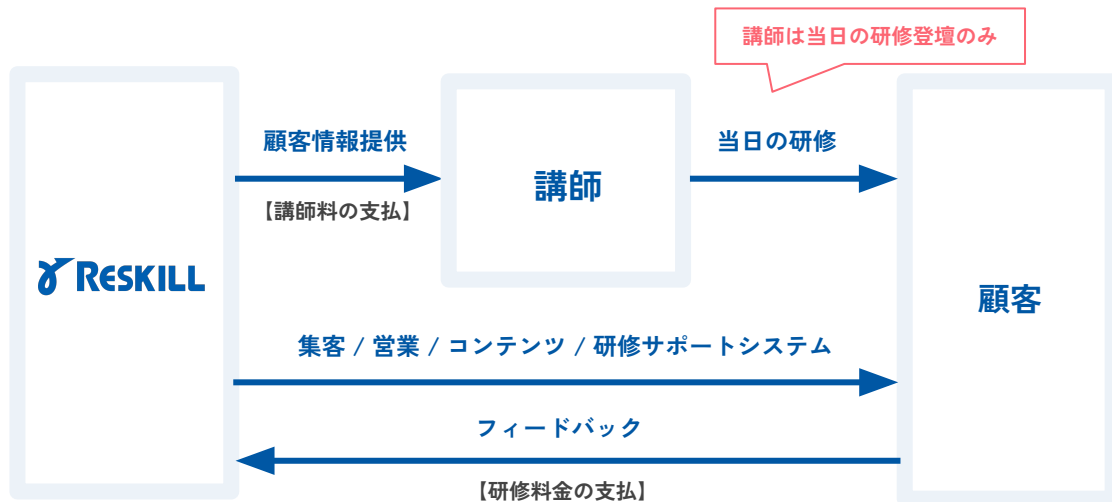 講師は当日の研修登壇のみ
顧客情報提供
当日の研修
講師
【講師料の支払】
RESKILL
顧客
集客 / 営業 / コンテンツ / 研修サポートシステム
フィードバック
【研修料金の支払】